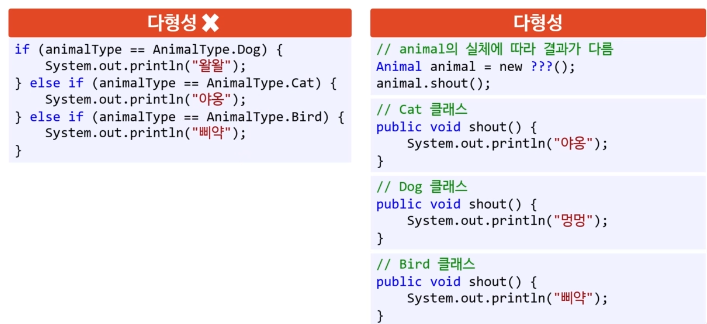 다형성 ✖
if (animalType == AnimalType.Dog) {
    System.out.println("왈왈");
} else if (animalType == AnimalType.Cat) {
    System.out.println("야옹");
} else if (animalType == AnimalType.Bird) {
    System.out.println("삐약");
}
다형성
// animal의 실체에 따라 결과가 다름
Animal animal = new ???();
animal.shout();
// Cat 클래스
public void shout() {
    System.out.println("야옹");
}
// Dog 클래스
public void shout() {
    System.out.println("멍멍");
}
// Bird 클래스
public void shout() {
    System.out.println("삐약");
}